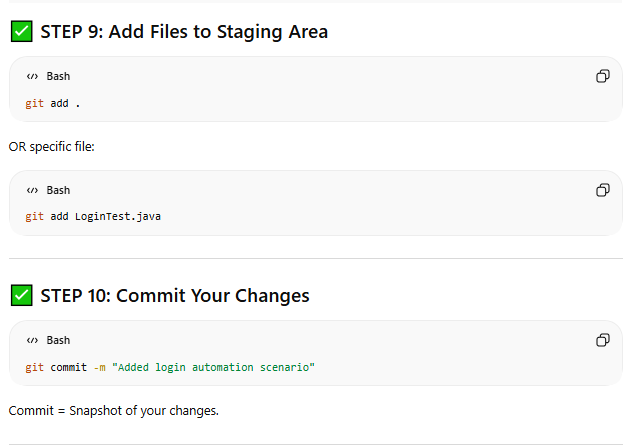 ✅ STEP 9: Add Files to Staging Area
</> Bash
git add .
OR specific file:
</> Bash
git add LoginTest.java
✅ STEP 10: Commit Your Changes
</> Bash
git commit -m "Added login automation scenario"
Commit = Snapshot of your changes.